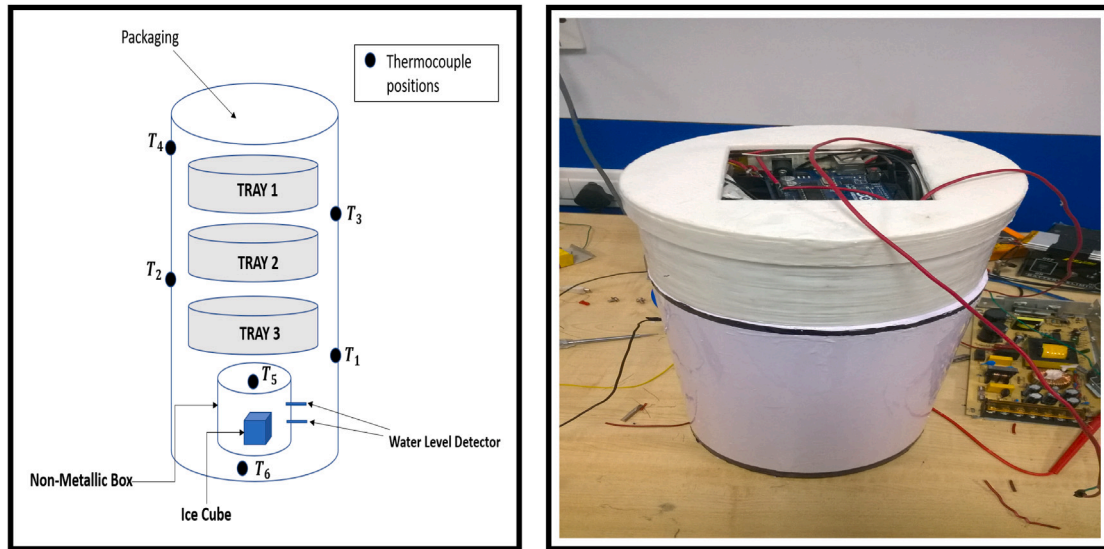 Packaging
Thermocouple
positions
T4
TRAY 1
T3
TRAY 2
T2
TRAY 3
T1
T5
Water Level Detector
T6
Non-Metallic Box
Ice Cube